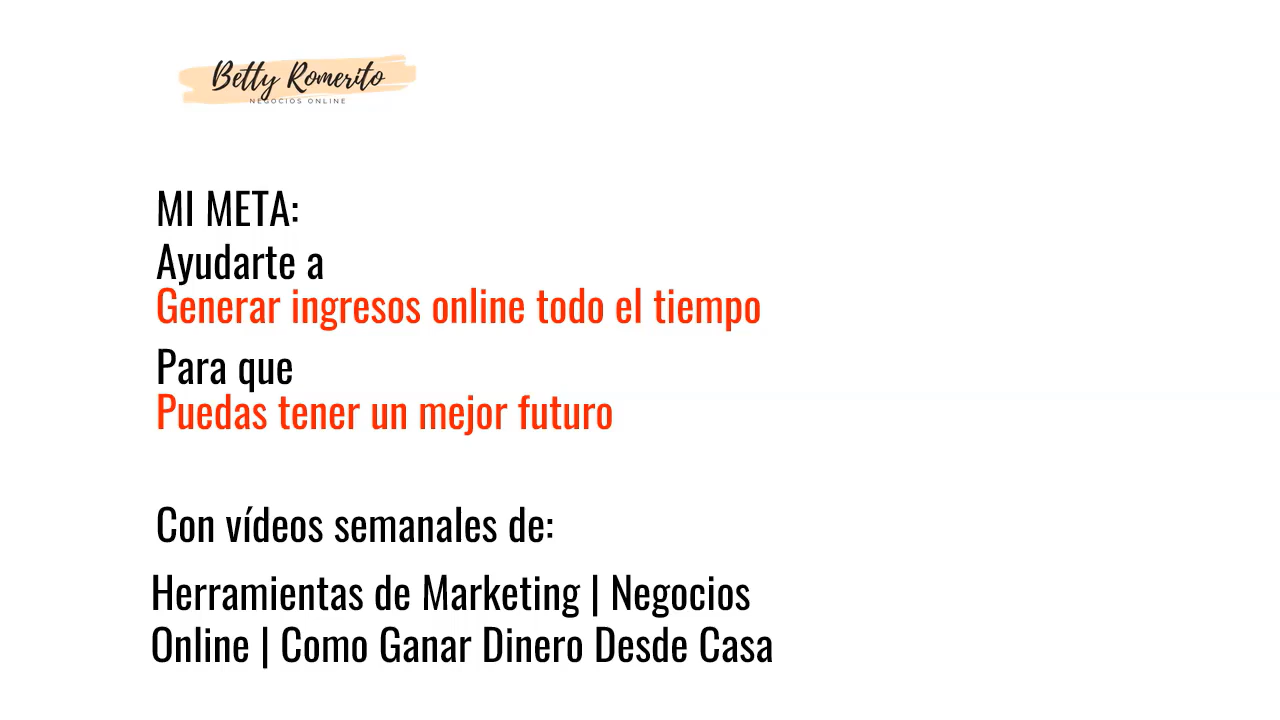 Betty Romerito
NEGOCIOS ONLINE
MI META:
Ayudarte a
Generar ingresos online todo el tiempo
Para que
Puedas tener un mejor futuro
Con vídeos semanales de:
Herramientas de Marketing | Negocios
Online | Como Ganar Dinero Desde Casa